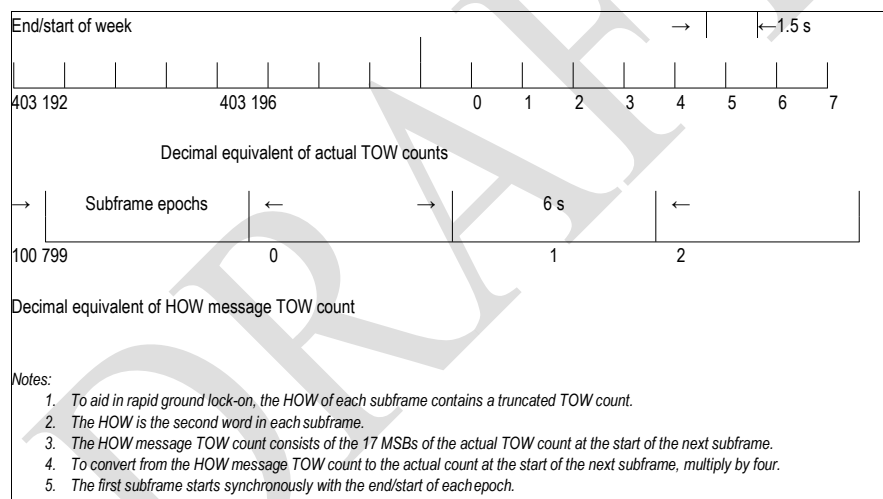 End/start of week → ←1.5 s
403 192 403 196 0 1 2 3 4 5 6 7
Decimal equivalent of actual TOW counts
→ Subframe epochs ← → 6 s ←
100 799 0 1 2
Decimal equivalent of HOW message TOW count
Notes:
1. To aid in rapid ground lock-on, the HOW of each subframe contains a truncated TOW count.
2. The HOW is the second word in each subframe.
3. The HOW message TOW count consists of the 17 MSBs of the actual TOW count at the start of the next subframe.
4. To convert from the HOW message TOW count to the actual count at the start of the next subframe, multiply by four.
5. The first subframe starts synchronously with the end/start of eachepoch.
DRAF